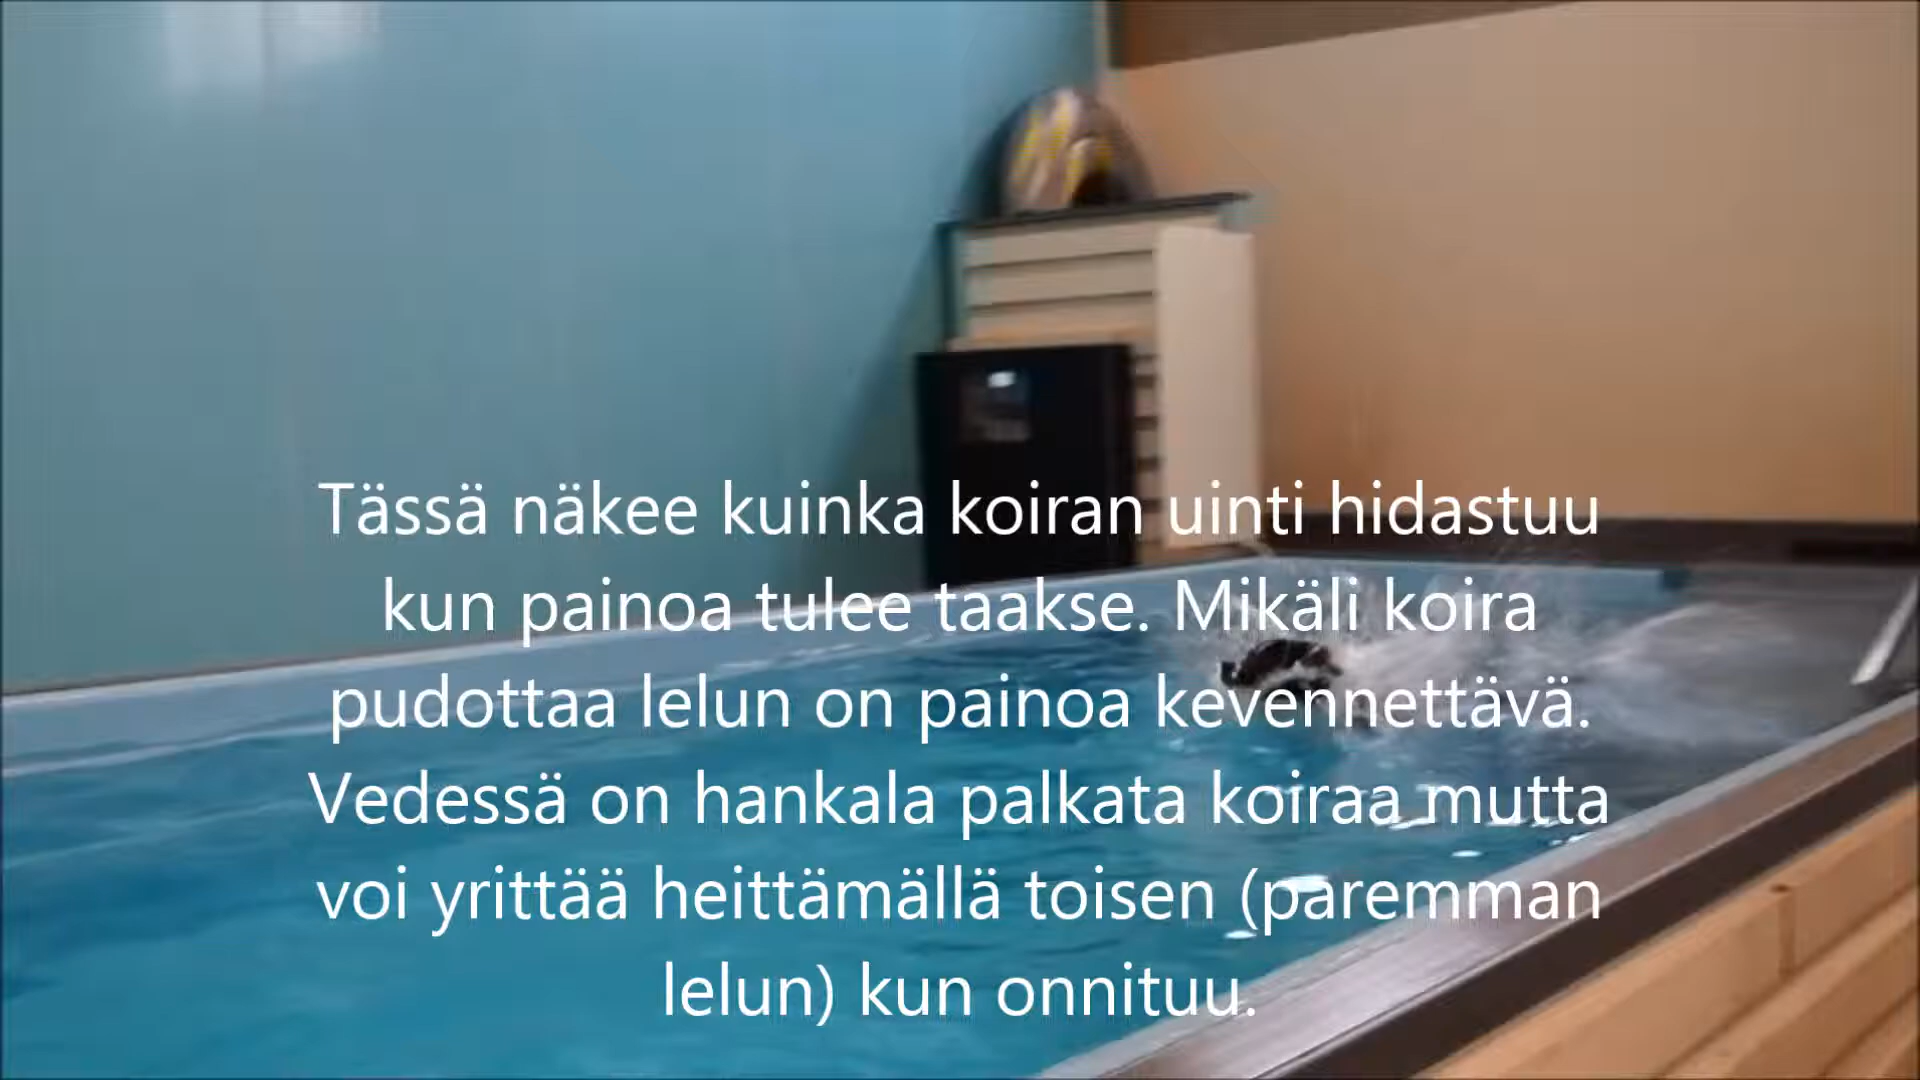 Tässä näkee kuinka koiran uinti hidastuu
kun painoa tulee taakse. Mikäli koira
pudottaa lelun on painoa kevennettävä.
Vedessä on hankala palkata koiraa mutta
voi yrittää heittämällä toisen (paremman
lelun) kun onnituu.